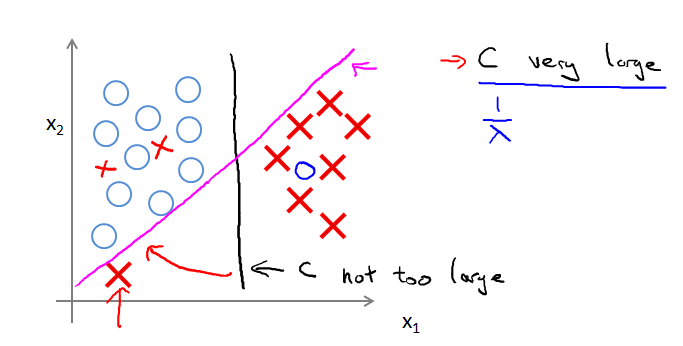 C very large
1
λ
x2
C not too large
x1